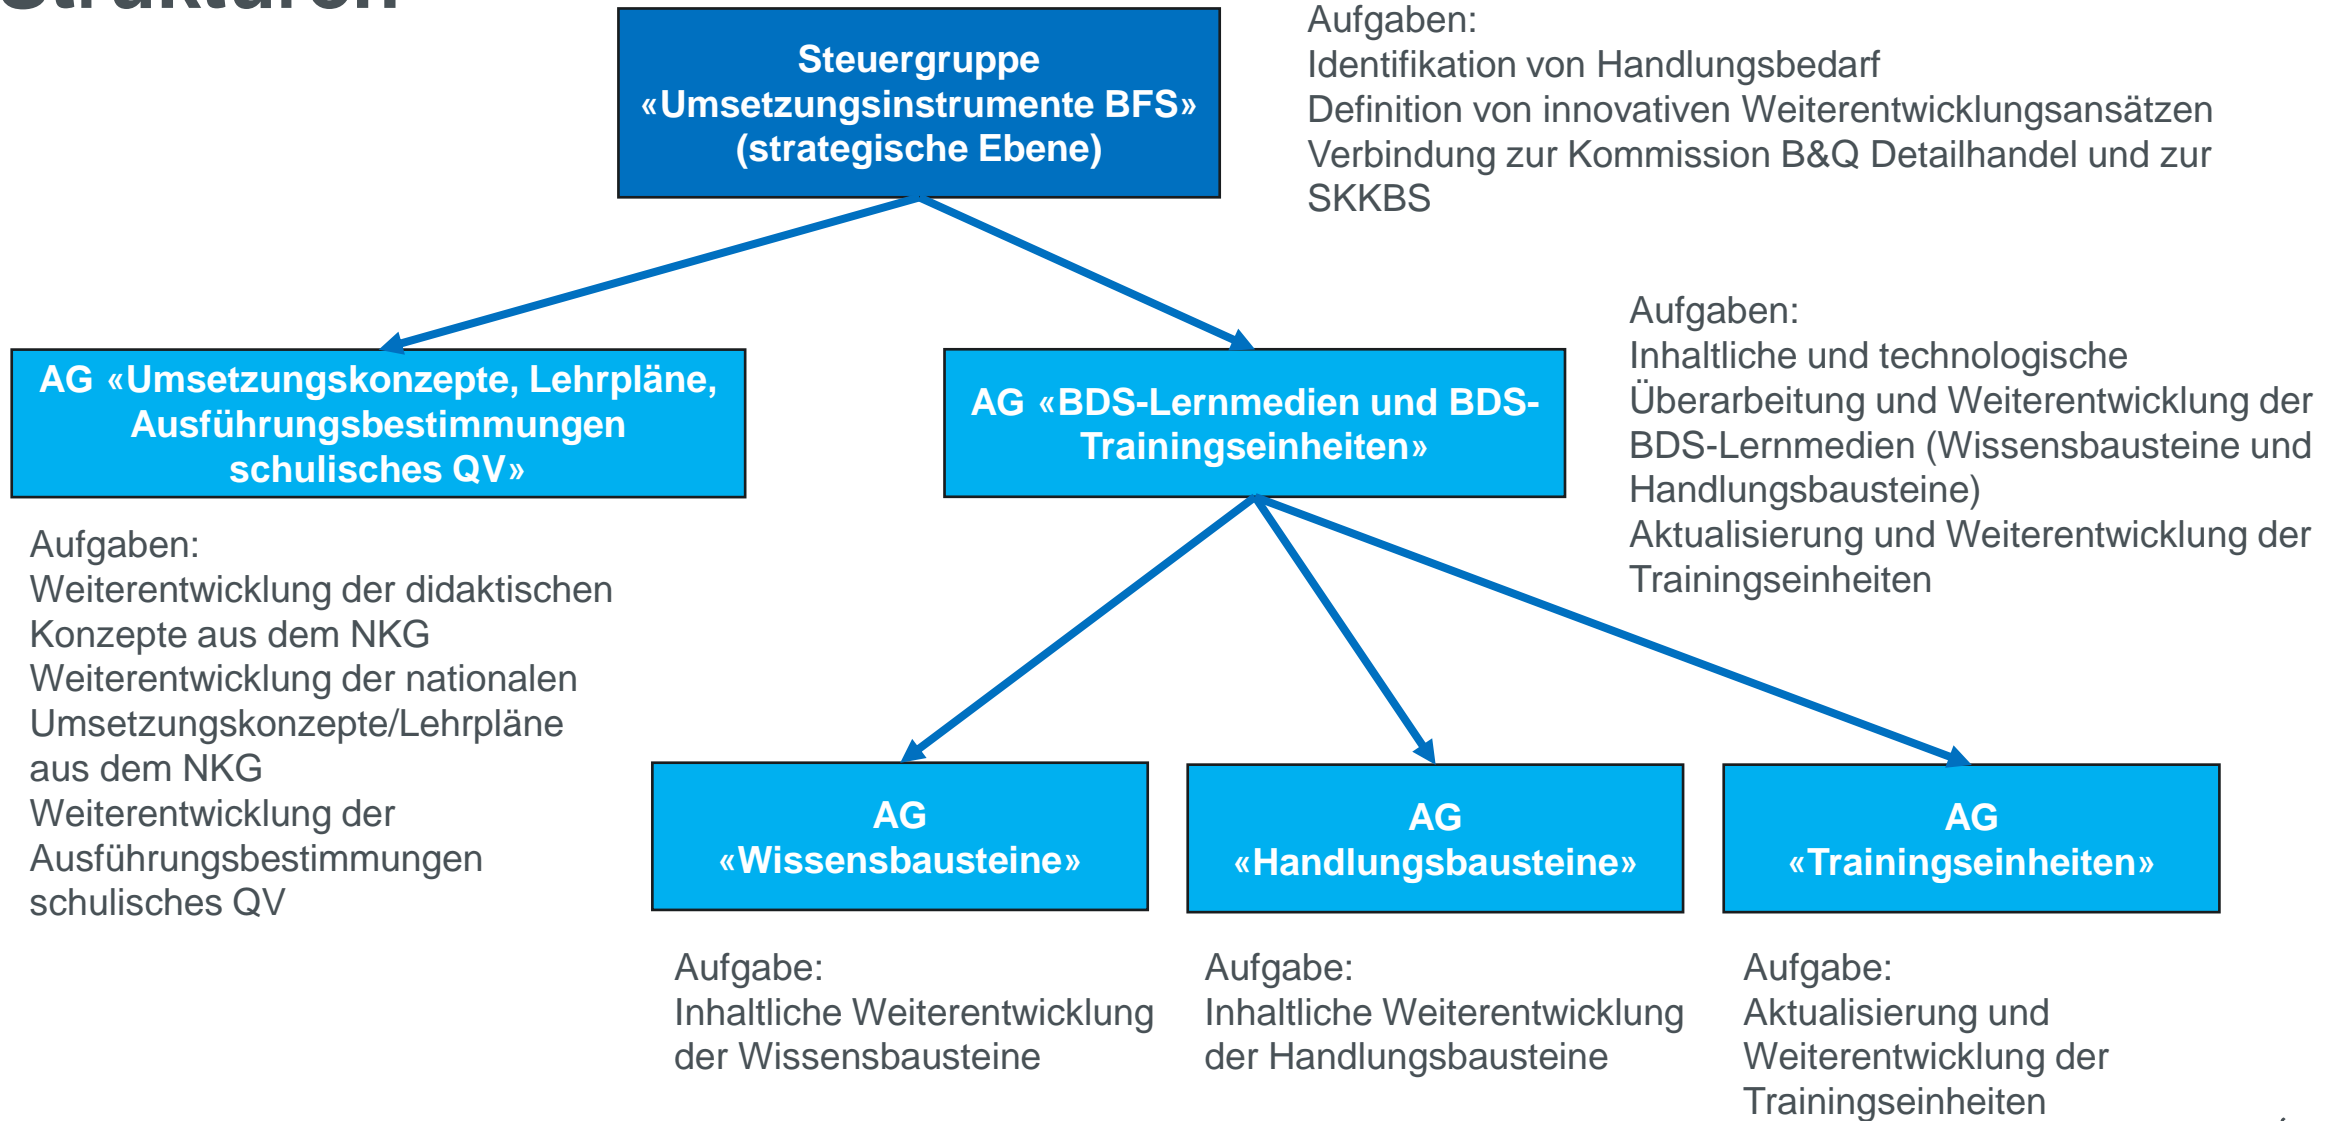 Strukturen
Steuergruppe
«Umsetzungsinstrumente BFS»
(strategische Ebene)
Aufgaben:
Identifikation von Handlungsbedarf
Definition von innovativen Weiterentwicklungsansätzen
Verbindung zur Kommission B&Q Detailhandel und zur
SKKBS
AG «Umsetzungskonzepte, Lehrpläne,
Ausführungsbestimmungen
schulisches QV»
AG «BDS-Lernmedien und BDS-
Trainingseinheiten»
Aufgaben:
Inhaltliche und technologische
Überarbeitung und Weiterentwicklung der
BDS-Lernmedien (Wissensbausteine und
Handlungsbausteine)
Aktualisierung und Weiterentwicklung der
Trainingseinheiten
Aufgaben:
Weiterentwicklung der didaktischen
Konzepte aus dem NKG
Weiterentwicklung der nationalen
Umsetzungskonzepte/Lehrpläne
aus dem NKG
Weiterentwicklung der
Ausführungsbestimmungen
schulisches QV
AG
«Wissensbausteine»
AG
«Handlungsbausteine»
AG
«Trainingseinheiten»
Aufgabe:
Inhaltliche Weiterentwicklung
der Wissensbausteine
Aufgabe:
Inhaltliche Weiterentwicklung
der Handlungsbausteine
Aufgabe:
Aktualisierung und
Weiterentwicklung der
Trainingseinheiten